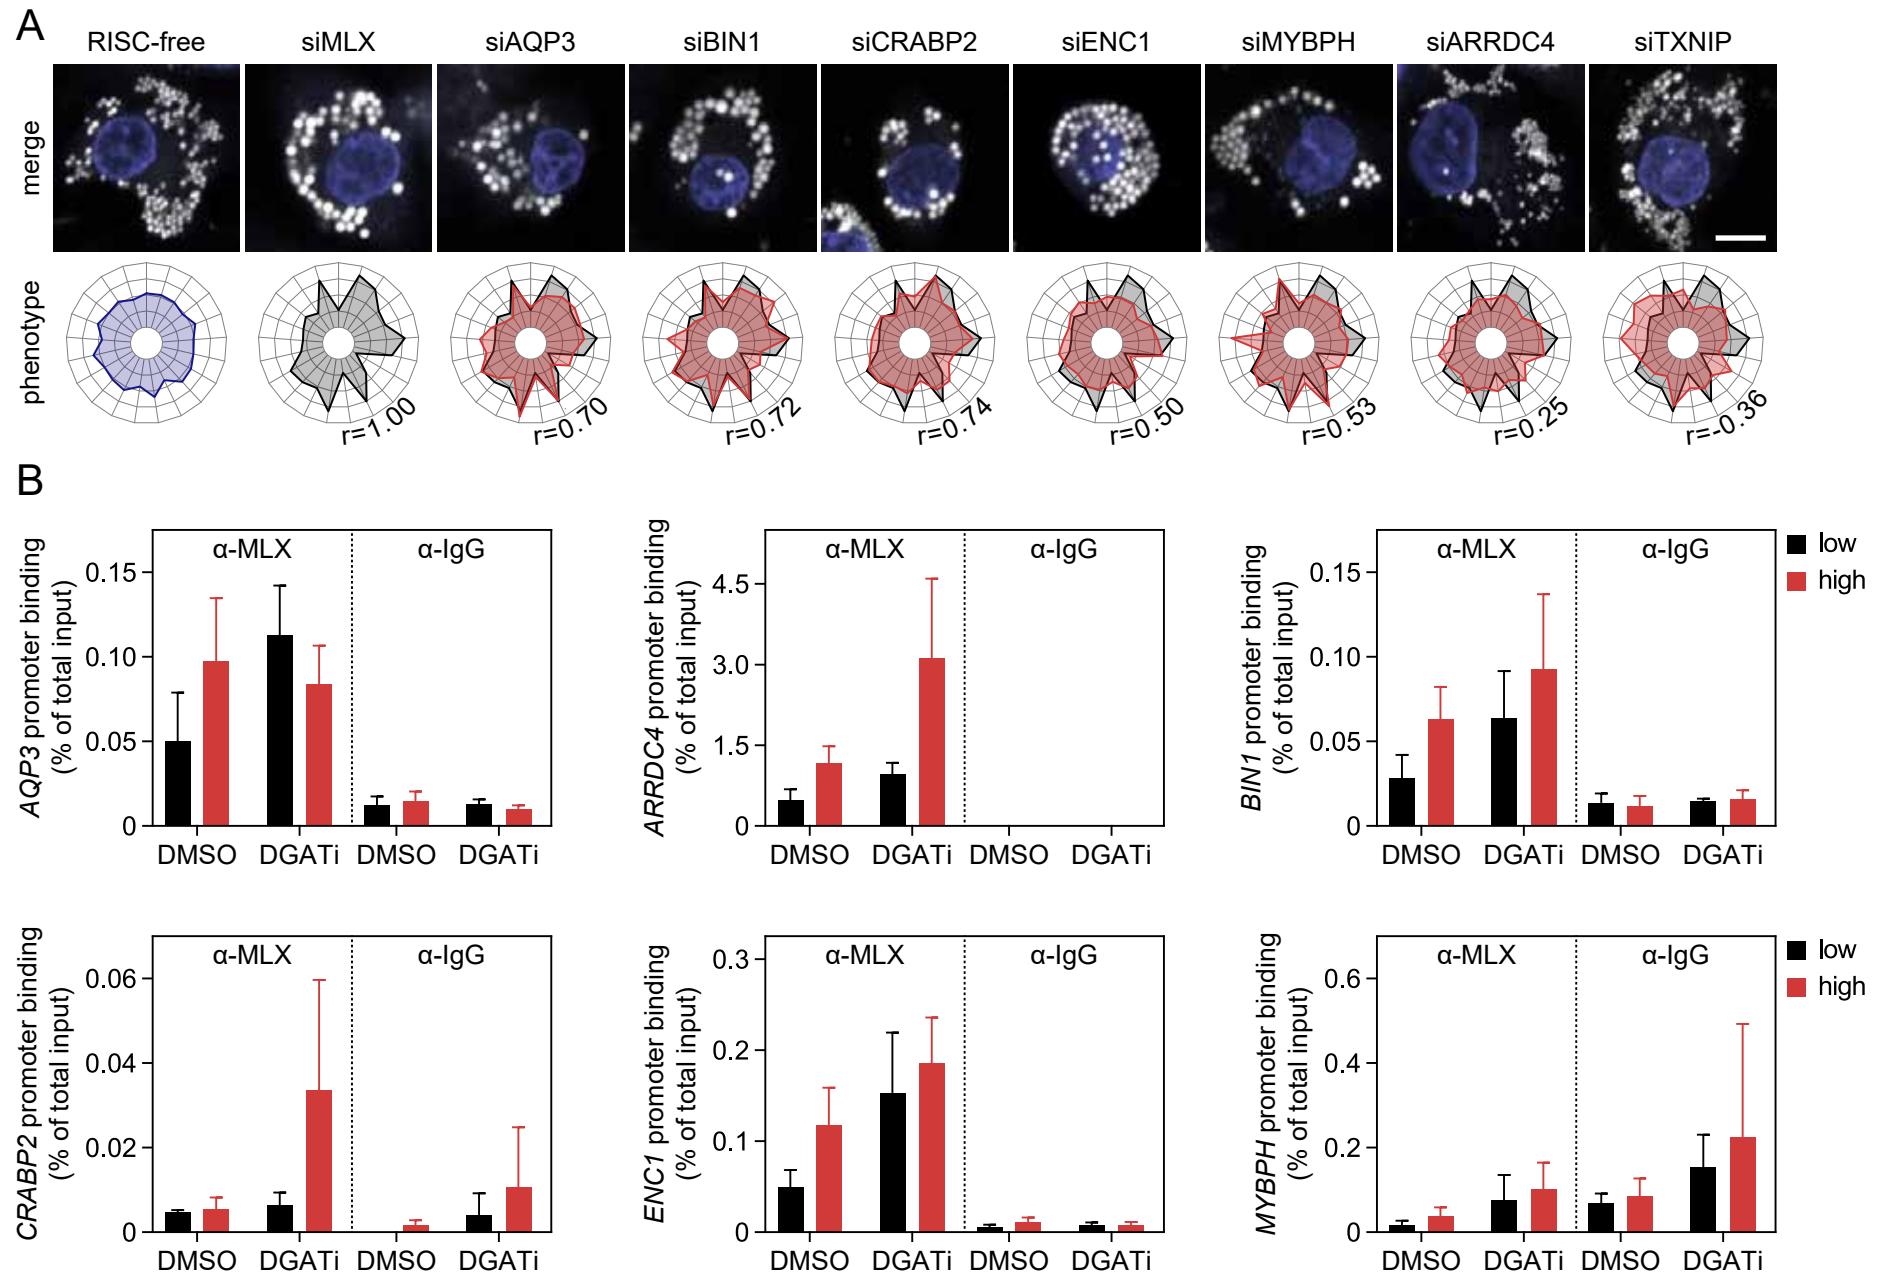 A
RISC-free siMLX siAQP3 siBIN1 siCRABP2 siENC1 siMYBPH siARRDC4 siTXNIP
merge
phenotype
r=1.00 r=0.70 r=0.72 r=0.74 r=0.50 r=0.53 r=0.25 r=-0.36
B
AQP3 promoter binding
(% of total input)
α-MLX α-IgG
0.15
0.10
0.05
0
DMSO DGATi DMSO DGATi
ARRDC4 promoter binding
(% of total input)
α-MLX α-IgG
4.5
3.0
1.5
0
DMSO DGATi DMSO DGATi
BIN1 promoter binding
(% of total input)
α-MLX α-IgG
0.15
0.10
0.05
0
DMSO DGATi DMSO DGATi
low
high
CRABP2 promoter binding
(% of total input)
α-MLX α-IgG
0.06
0.04
0.02
0
DMSO DGATi DMSO DGATi
ENC1 promoter binding
(% of total input)
α-MLX α-IgG
0.3
0.2
0.1
0
DMSO DGATi DMSO DGATi
MYBPH promoter binding
(% of total input)
α-MLX α-IgG
0.6
0.4
0.2
0
DMSO DGATi DMSO DGATi
low
high